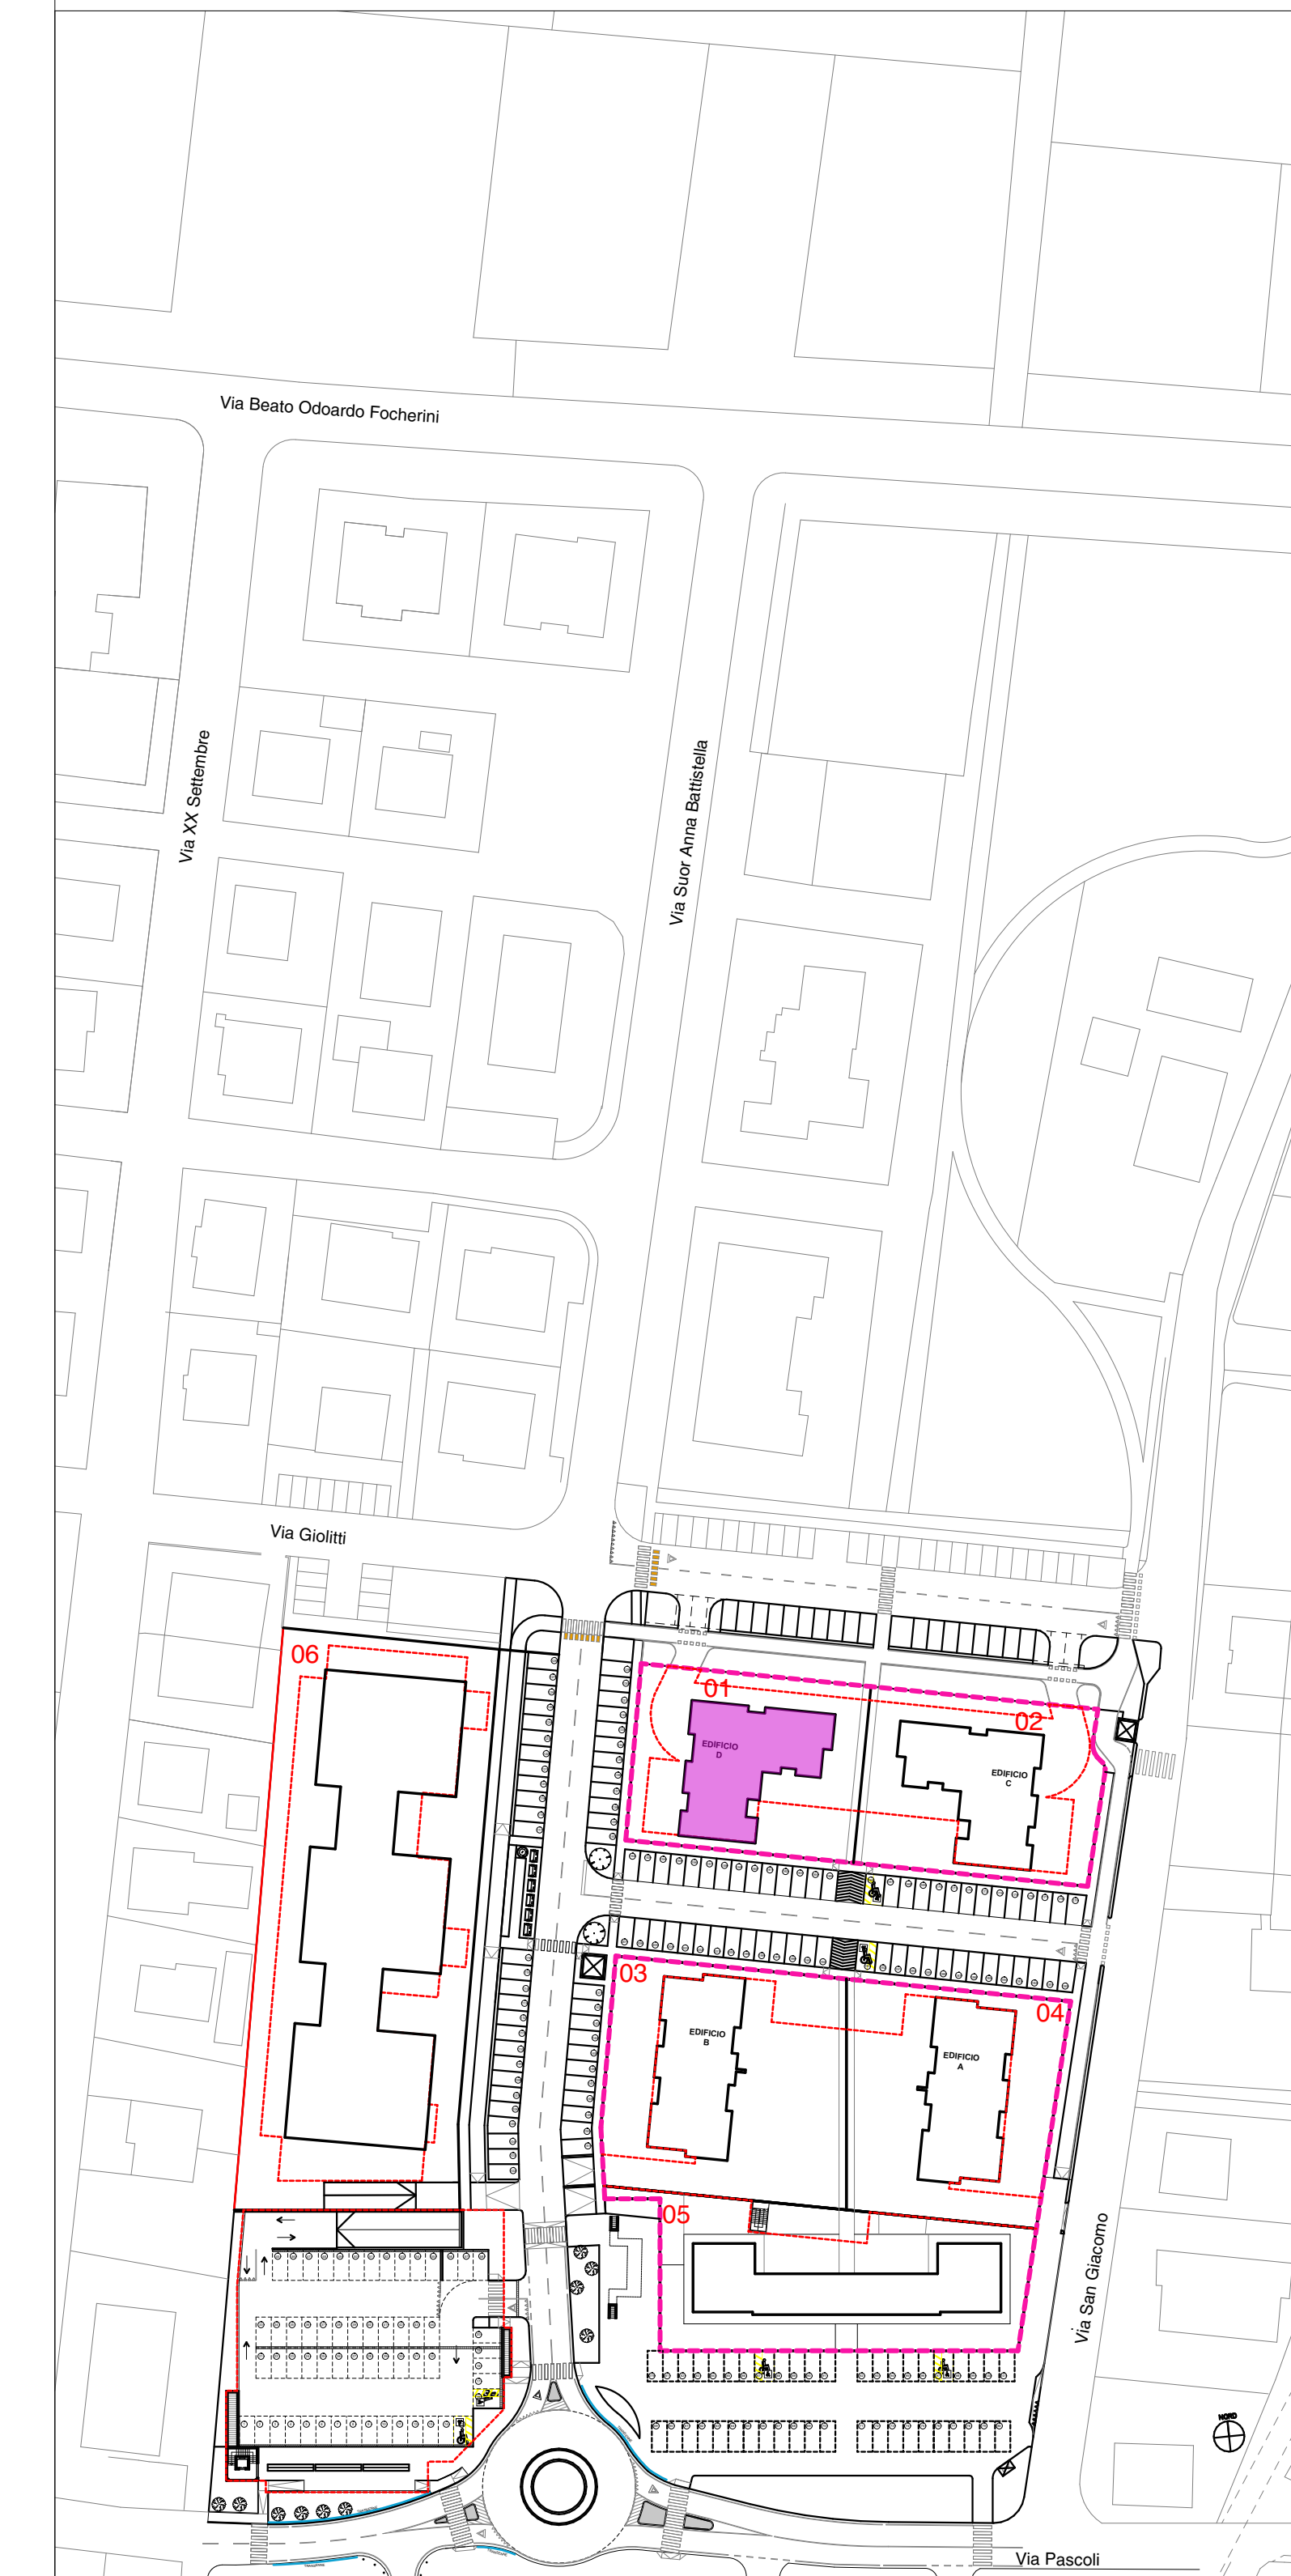 Via Beato Odoardo Focherini
Via XX Settembre
Via Suor Anna Battistella
Via Giolitti
06
01
02
EDIFICIO
D
EDIFICIO
C
03
04
EDIFICIO
B
EDIFICIO
A
05
Via San Giacomo
NORD
Via Pascoli